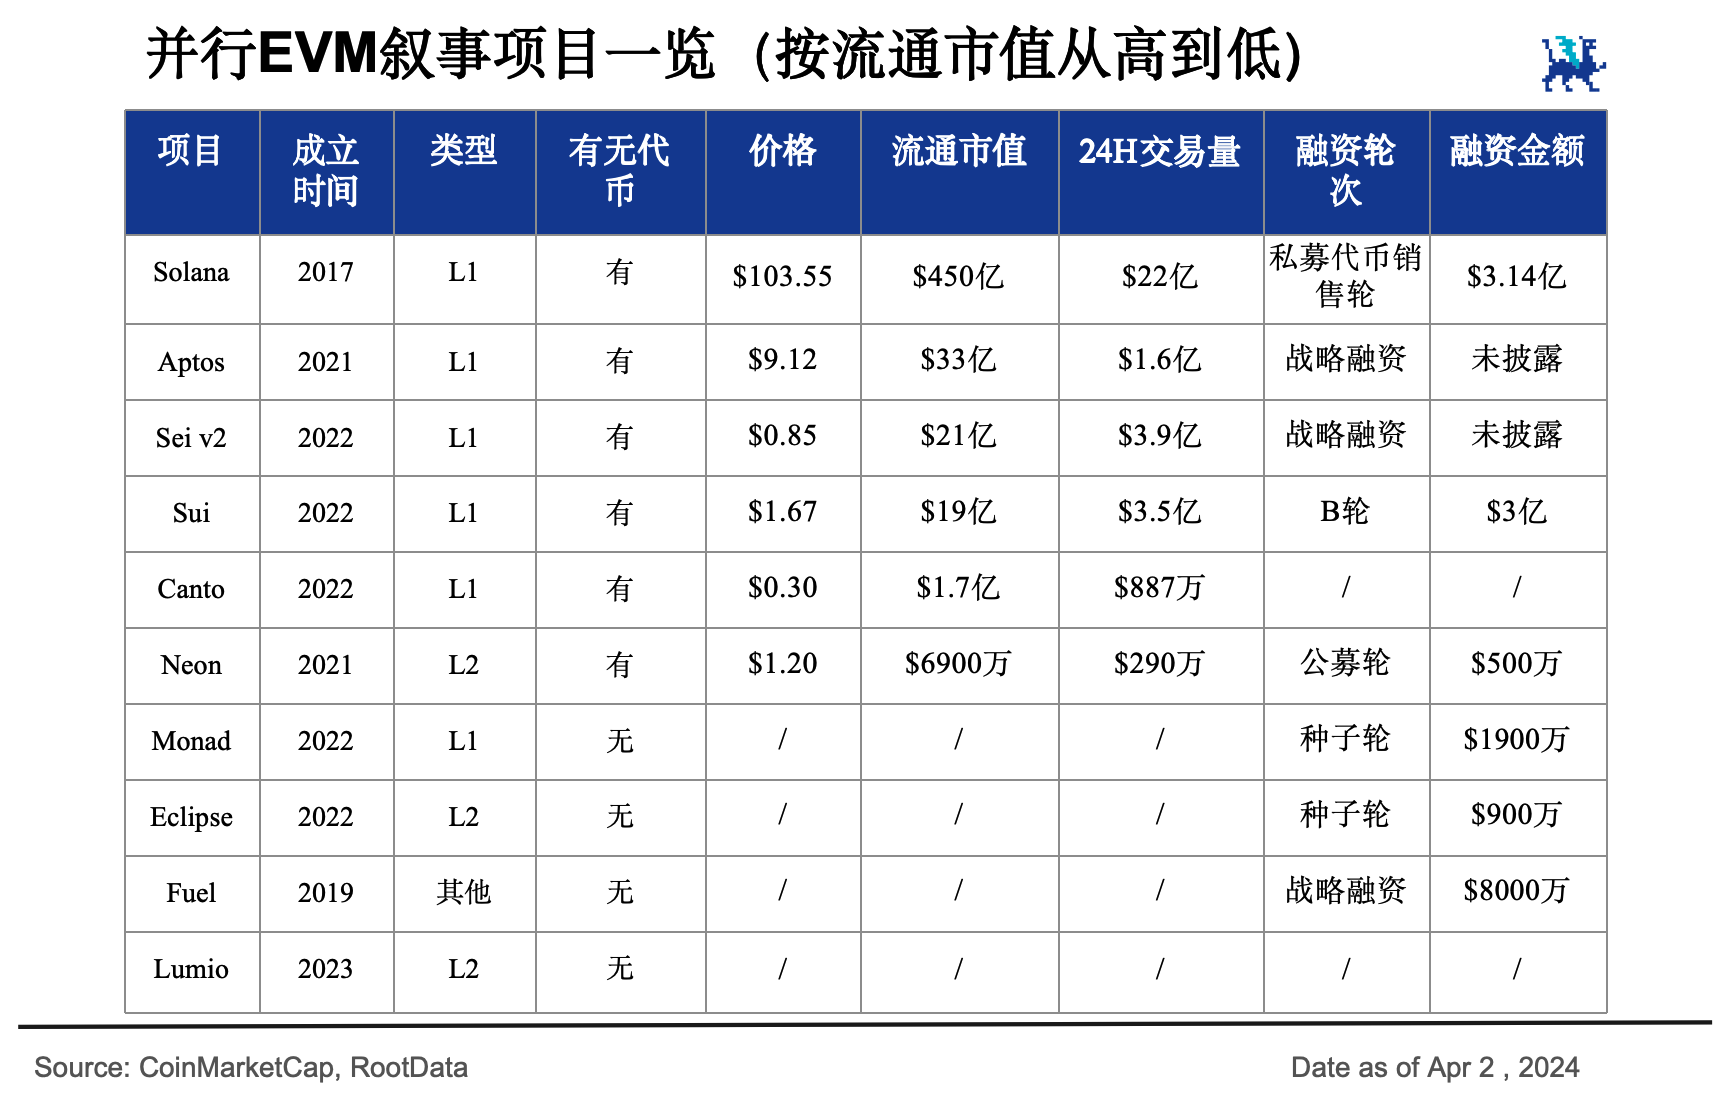 并行EVM叙事项目一览（按流通市值从高到低）
项目 成立时间 类型 有无代币 价格 流通市值 24H交易量 融资轮次 融资金额
Solana 2017 L1 有 $103.55 $450亿 $22亿 私募代币销售轮 $3.14亿
Aptos 2021 L1 有 $9.12 $33亿 $1.6亿 战略融资 未披露
Sei v2 2022 L1 有 $0.85 $21亿 $3.9亿 战略融资 未披露
Sui 2022 L1 有 $1.67 $19亿 $3.5亿 B轮 $3亿
Canto 2022 L1 有 $0.30 $1.7亿 $887万 / /
Neon 2021 L2 有 $1.20 $6900万 $290万 公募轮 $500万
Monad 2022 L1 无 / / / 种子轮 $1900万
Eclipse 2022 L2 无 / / / 种子轮 $900万
Fuel 2019 其他 无 / / / 战略融资 $8000万
Lumio 2023 L2 无 / / / / /
Source: CoinMarketCap, RootData Date as of Apr 2 , 2024